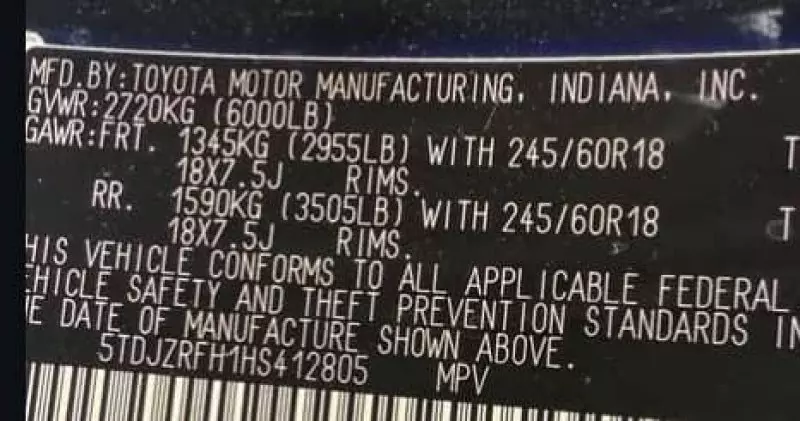 MFD.BY:TOYOTA MOTOR MANUFACTURING, INDIANA, INC.
GVWR:2720KG (6000LB)
GAWR:FRT. 1345KG (2955LB) WITH 245/60R18 T
18X7.5J RIMS.
RR. 1590KG (3505LB) WITH 245/60R18 T
18X7.5J RIMS.
HIS VEHICLE CONFORMS TO ALL APPLICABLE FEDERAL
EHICLE SAFETY AND THEFT PREVENTION STANDARDS IN
E DATE OF MANUFACTURE SHOWN ABOVE.
5TDJZRFH1HS412805 MPV